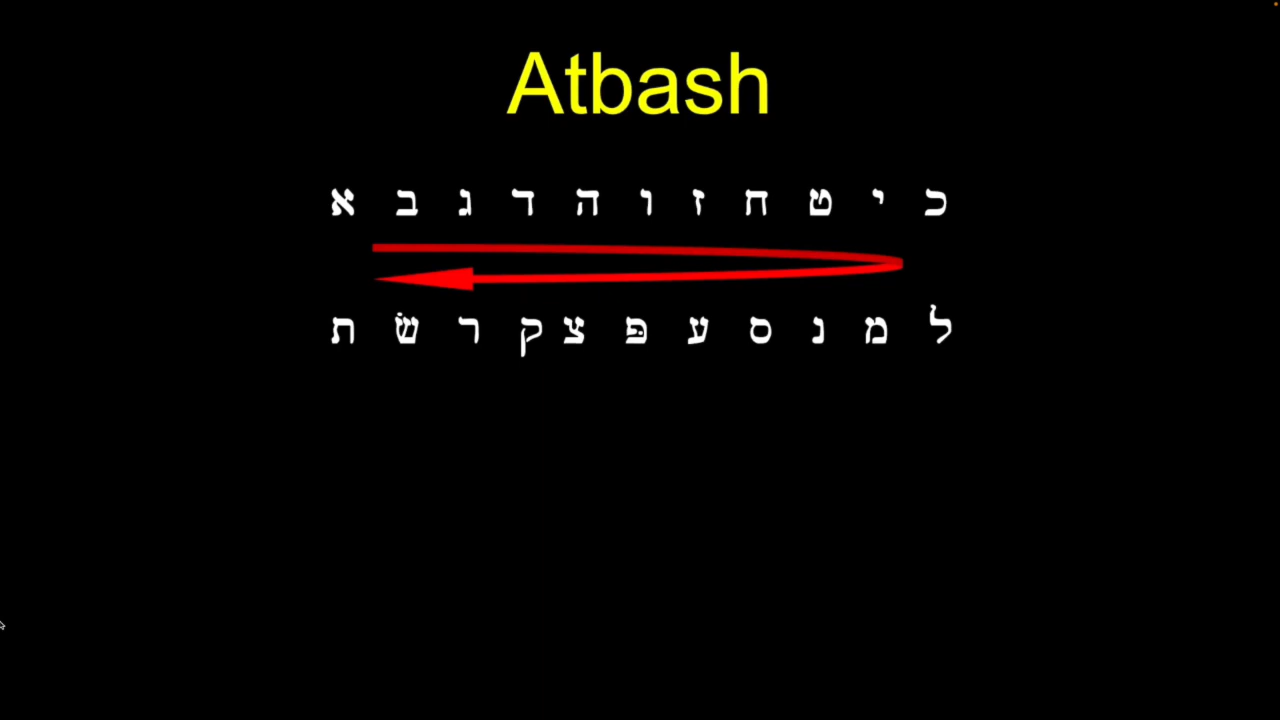 Atbash
א ב ג ד ה ו ז ח ט י כ
ל מ נ ס ע פּ צ ק ר שׂ ת